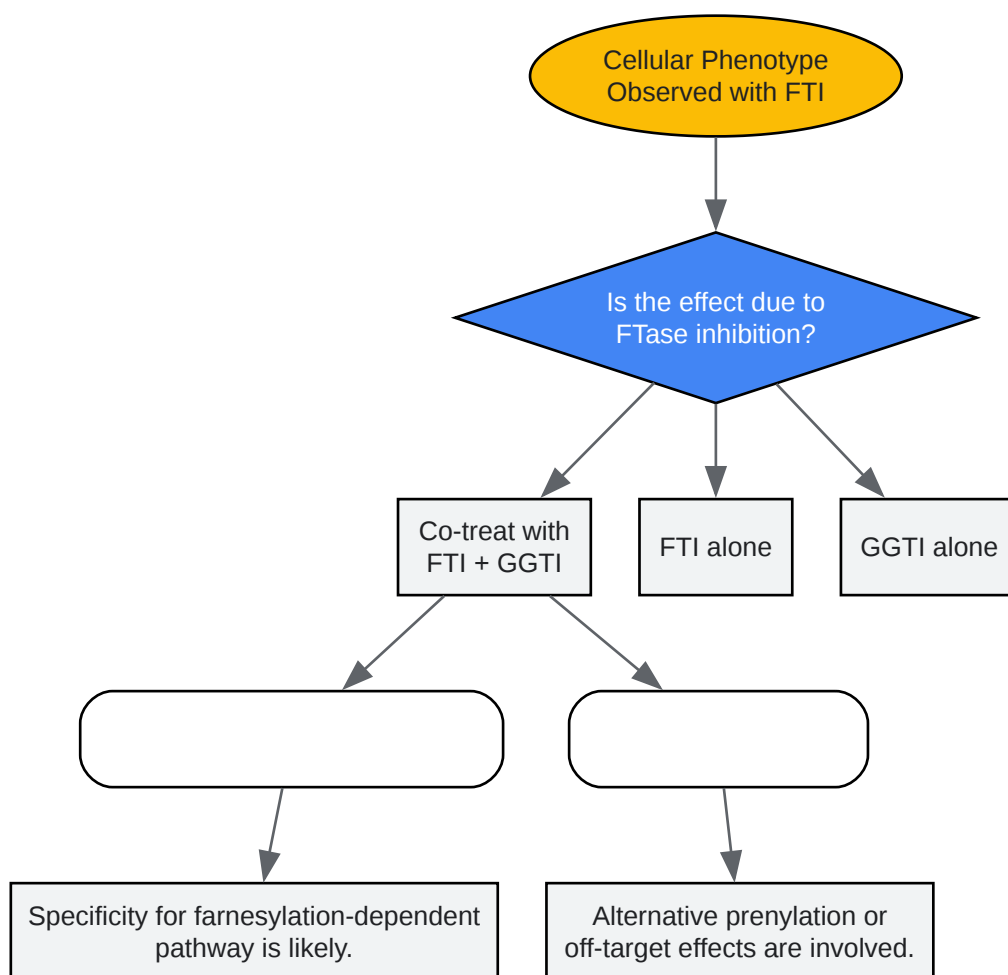 Cellular Phenotype
Observed with FTI
Is the effect due to
FTase inhibition?
Co-treat with
FTI + GGTI
FTI alone
GGTI alone
Specificity for farnesylation-dependent
pathway is likely.
Alternative prenylation or
off-target effects are involved.